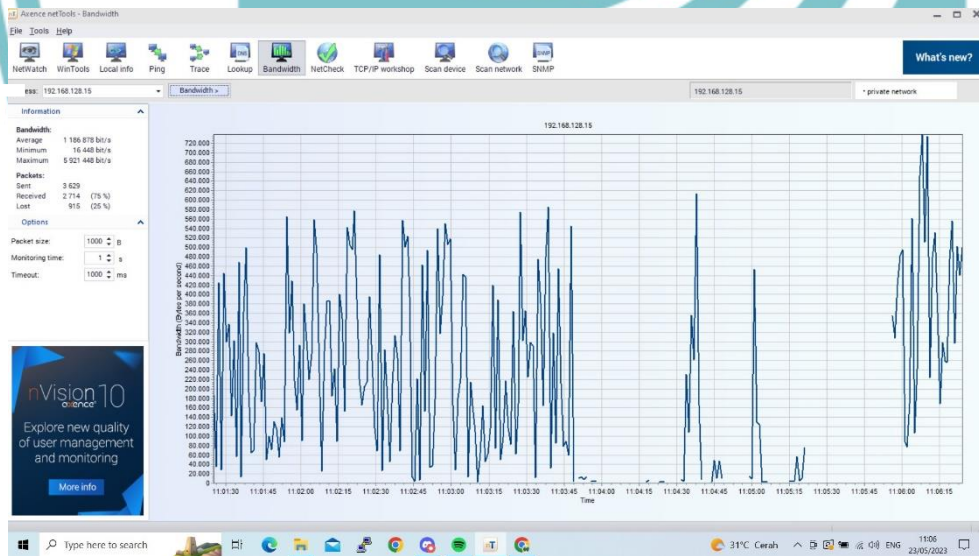 Axence netTools - Bandwidth
File Tools Help
NetWatch WinTools Local info Ping Trace Lookup Bandwidth NetCheck TCP/IP workshop Scan device Scan network SNMP
What's new?
ess: 192.168.128.15 Bandwidth > 192.168.128.15 private network
Information
Bandwidth:
Average 1 186 878 bit/s
Minimum 16 448 bit/s
Maximum 5 921 448 bit/s
Packets:
Sent 3 629
Received 2 714 (75 %)
Lost 915 (25 %)
Options
Packet size: 1000 B
Monitoring time: 1 s
Timeout: 1000 ms
nVision 10
axence
Explore new quality
of user management
and monitoring
More info
192.168.128.15
720.000
700.000
680.000
660.000
640.000
620.000
600.000
580.000
560.000
540.000
520.000
500.000
480.000
460.000
440.000
420.000
400.000
380.000
360.000
340.000
320.000
300.000
280.000
260.000
240.000
220.000
200.000
180.000
160.000
140.000
120.000
100.000
80.000
60.000
40.000
20.000
0
Bandwidth (Bytes per second)
11:01:30 11:01:45 11:02:00 11:02:15 11:02:30 11:02:45 11:03:00 11:03:15 11:03:30 11:03:45 11:04:00 11:04:15 11:04:30 11:04:45 11:05:00 11:05:15 11:05:30 11:05:45 11:06:00 11:06:15
Time
Type here to search
31°C Cerah ENG 11:06
23/05/2023